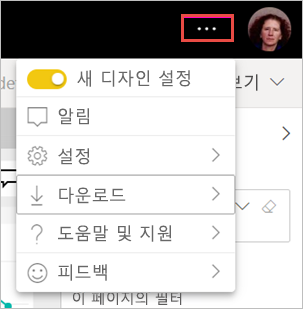 새 디자인 설정
보기
알림
설정
다운로드
도움말 및 지원
피드백
이 페이지의 필터